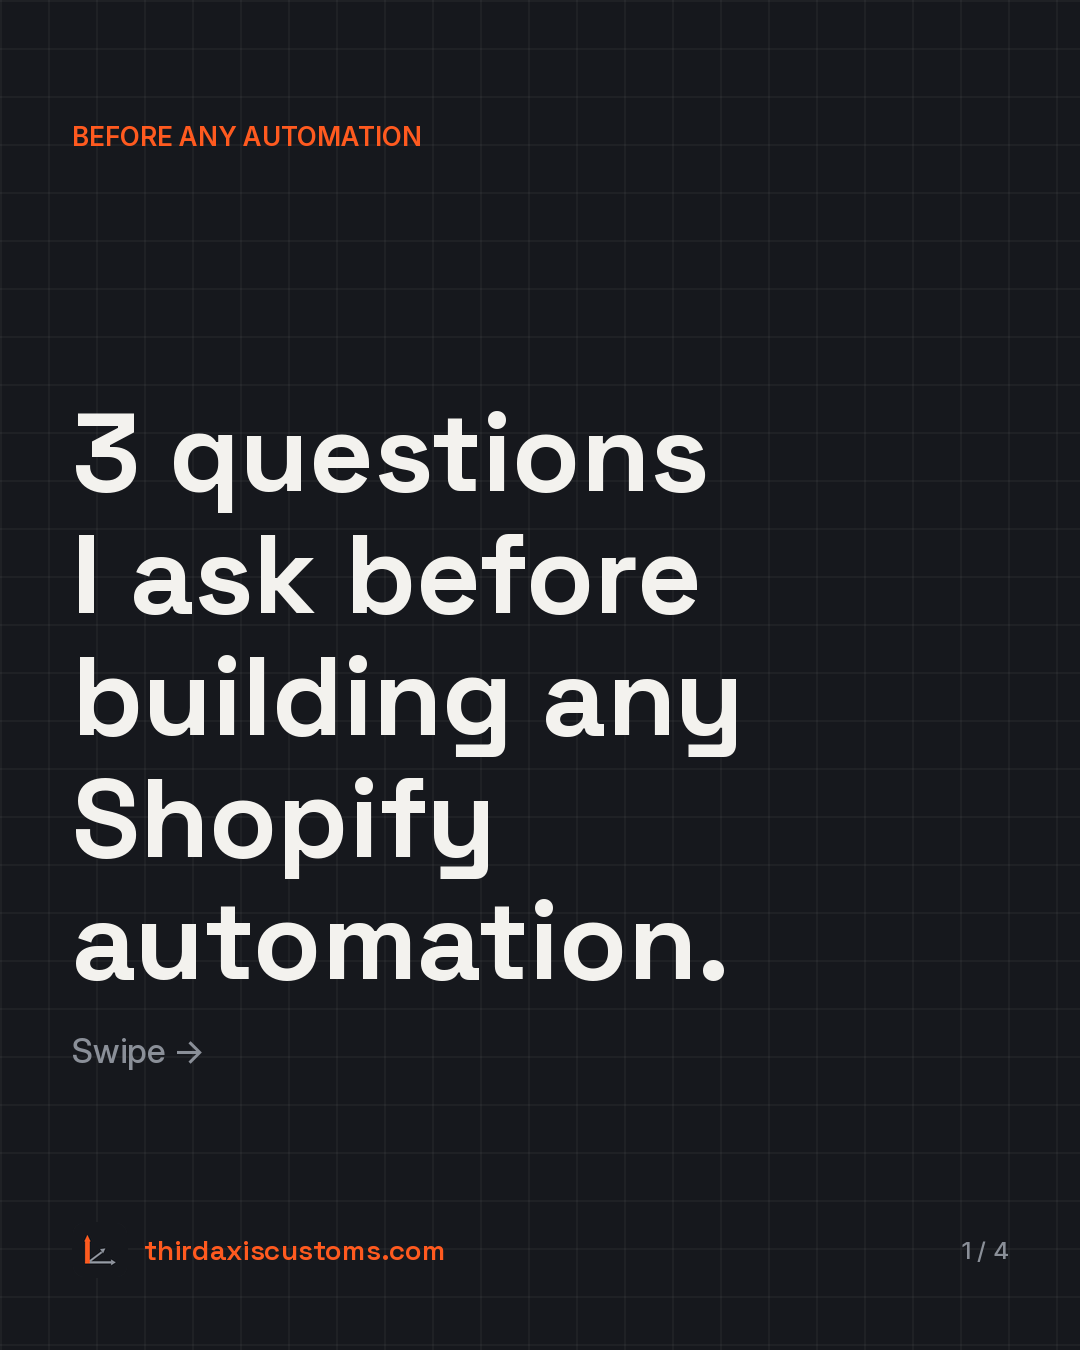 BEFORE ANY AUTOMATION
3 questions
I ask before
building any
Shopify
automation.
Swipe →
thirdaxiscustoms.com
1 / 4